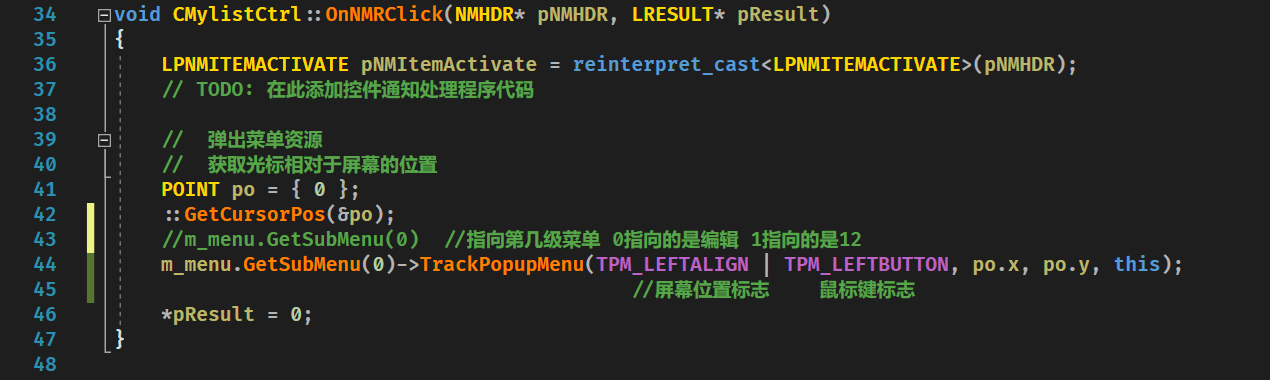 34 void CMylistCtrl::OnNMRClick(NMHDR* pNMHDR, LRESULT* pResult)
35 {
36 LPNMITEMACTIVATE pNMItemActivate = reinterpret_cast<LPNMITEMACTIVATE>(pNMHDR);
37 // TODO: 在此添加控件通知处理程序代码
38
39 // 弹出菜单资源
40 // 获取光标相对于屏幕的位置
41 POINT po = { 0 };
42 ::GetCursorPos(&po);
43 //m_menu.GetSubMenu(0) //指向第几级菜单 0指向的是编辑 1指向的是12
44 m_menu.GetSubMenu(0)->TrackPopupMenu(TPM_LEFTALIGN | TPM_LEFTBUTTON, po.x, po.y, this);
45 //屏幕位置标志 鼠标键标志
46 *pResult = 0;
47 }
48